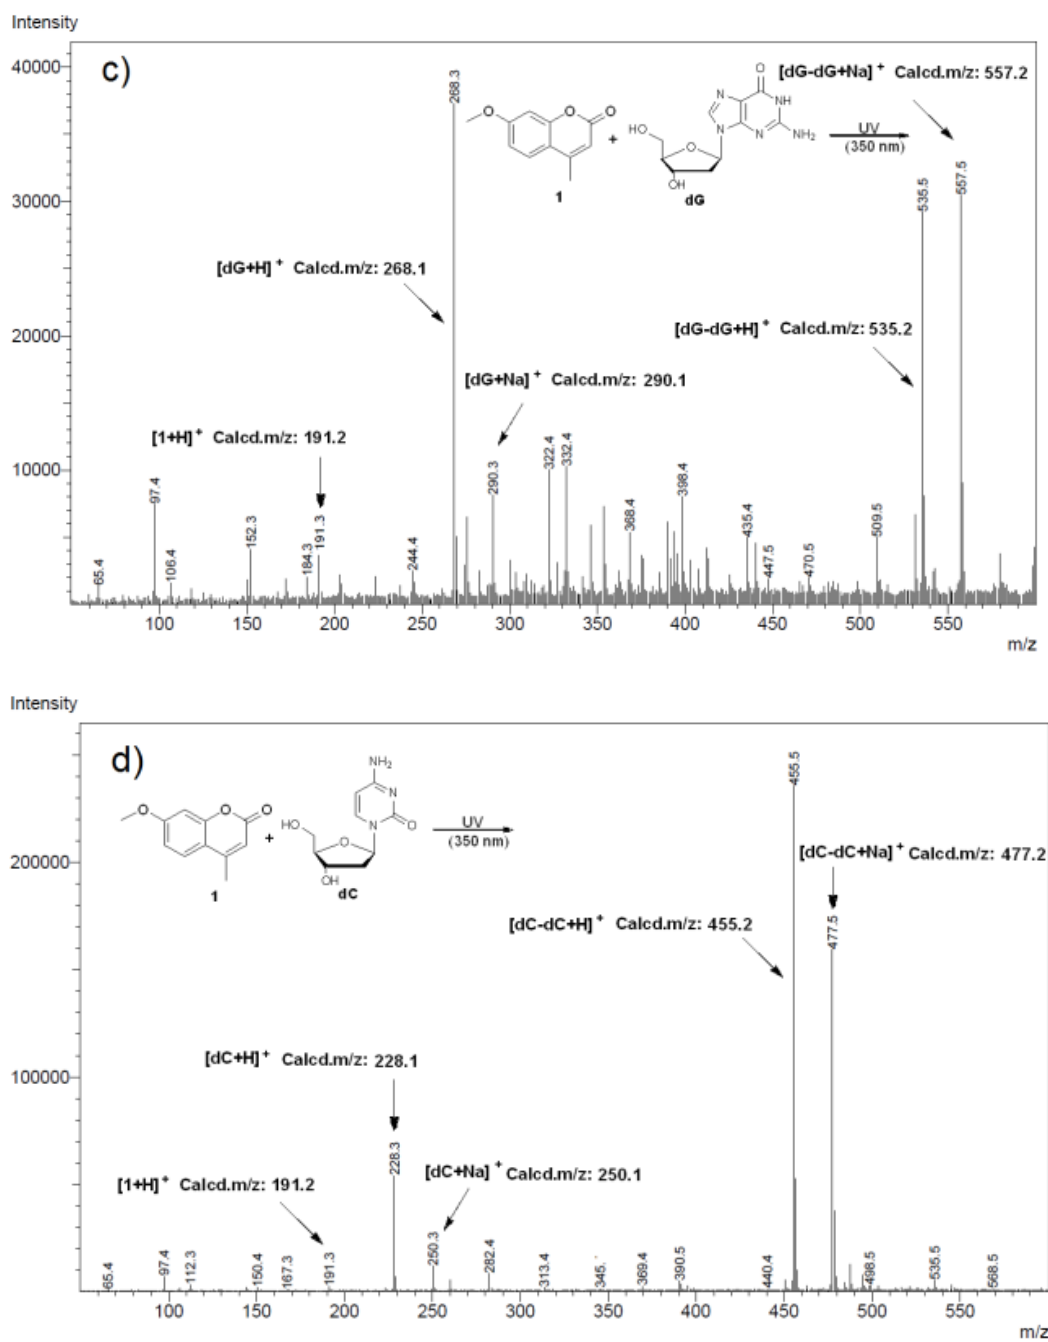 Intensity
c)
40000
30000
20000
10000
[dG-dG+Na]+ Calcd.m/z: 557.2
268.3
O
N
NH
N
N
NH2
HO
O
OH
dG
O
O
O
1
+
UV
(350 nm)
535.5
557.5
[dG+H]+ Calcd.m/z: 268.1
[dG-dG+H]+ Calcd.m/z: 535.2
[dG+Na]+ Calcd.m/z: 290.1
[1+H]+ Calcd.m/z: 191.2
65.4
97.4
106.4
152.3
184.3
191.3
244.4
290.3
322.4
332.4
368.4
398.4
435.4
447.5
470.5
509.5
100 150 200 250 300 350 400 450 500 550
m/z
Intensity
d)
200000
100000
NH2
N
N
O
HO
O
OH
dC
O
O
O
1
+
UV
(350 nm)
455.5
[dC-dC+Na]+ Calcd.m/z: 477.2
[dC-dC+H]+ Calcd.m/z: 455.2
477.5
[dC+H]+ Calcd.m/z: 228.1
228.3
[1+H]+ Calcd.m/z: 191.2
[dC+Na]+ Calcd.m/z: 250.1
65.4
97.4
112.3
150.4
167.3
191.3
250.3
282.4
313.4
345.
369.4
390.5
440.4
498.5
535.5
568.5
100 150 200 250 300 350 400 450 500 550
m/z